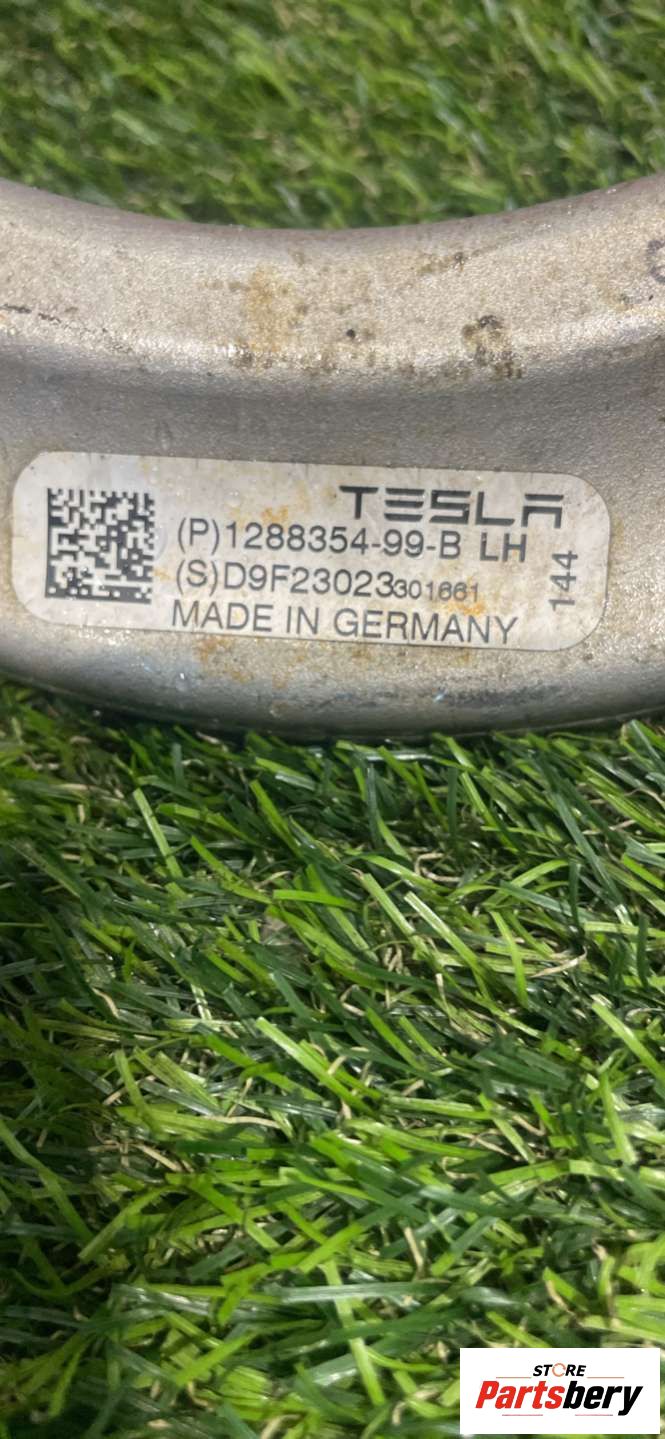 TESLA
(P)1288354-99-B LH
(S)D9F23023301661
MADE IN GERMANY
144
STORE
Partsbery